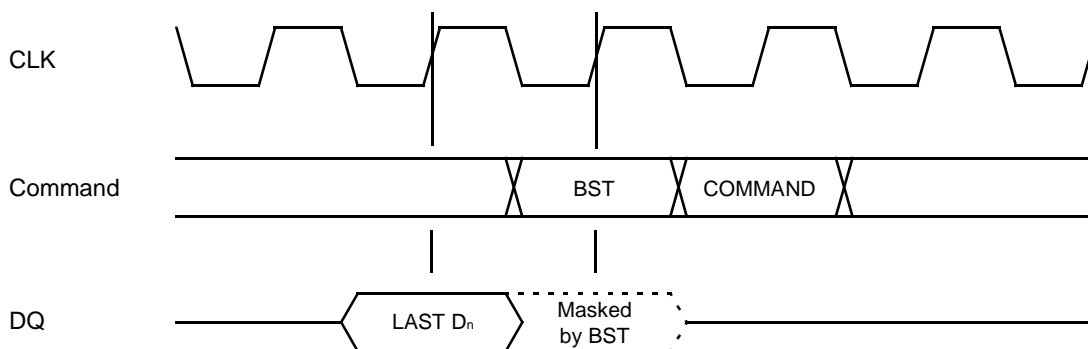 CLK
Command
BST
COMMAND
DQ
LAST Dn
Masked
by BST